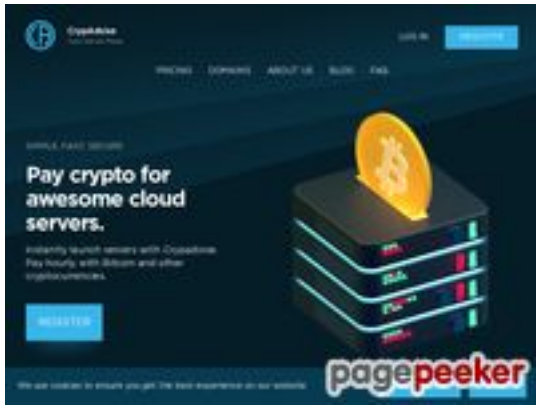 LOG IN
REGISTER
PRICING DOMAINS ABOUT US BLOG FAQ
SIMPLE. FAST. SECURE.
Pay crypto for
awesome cloud
servers.
Instantly launch servers with
Pay hourly, with Bitcoin and other
cryptocurrencies.
REGISTER
We use cookies to ensure you get the best experience on our website
pagepeeker